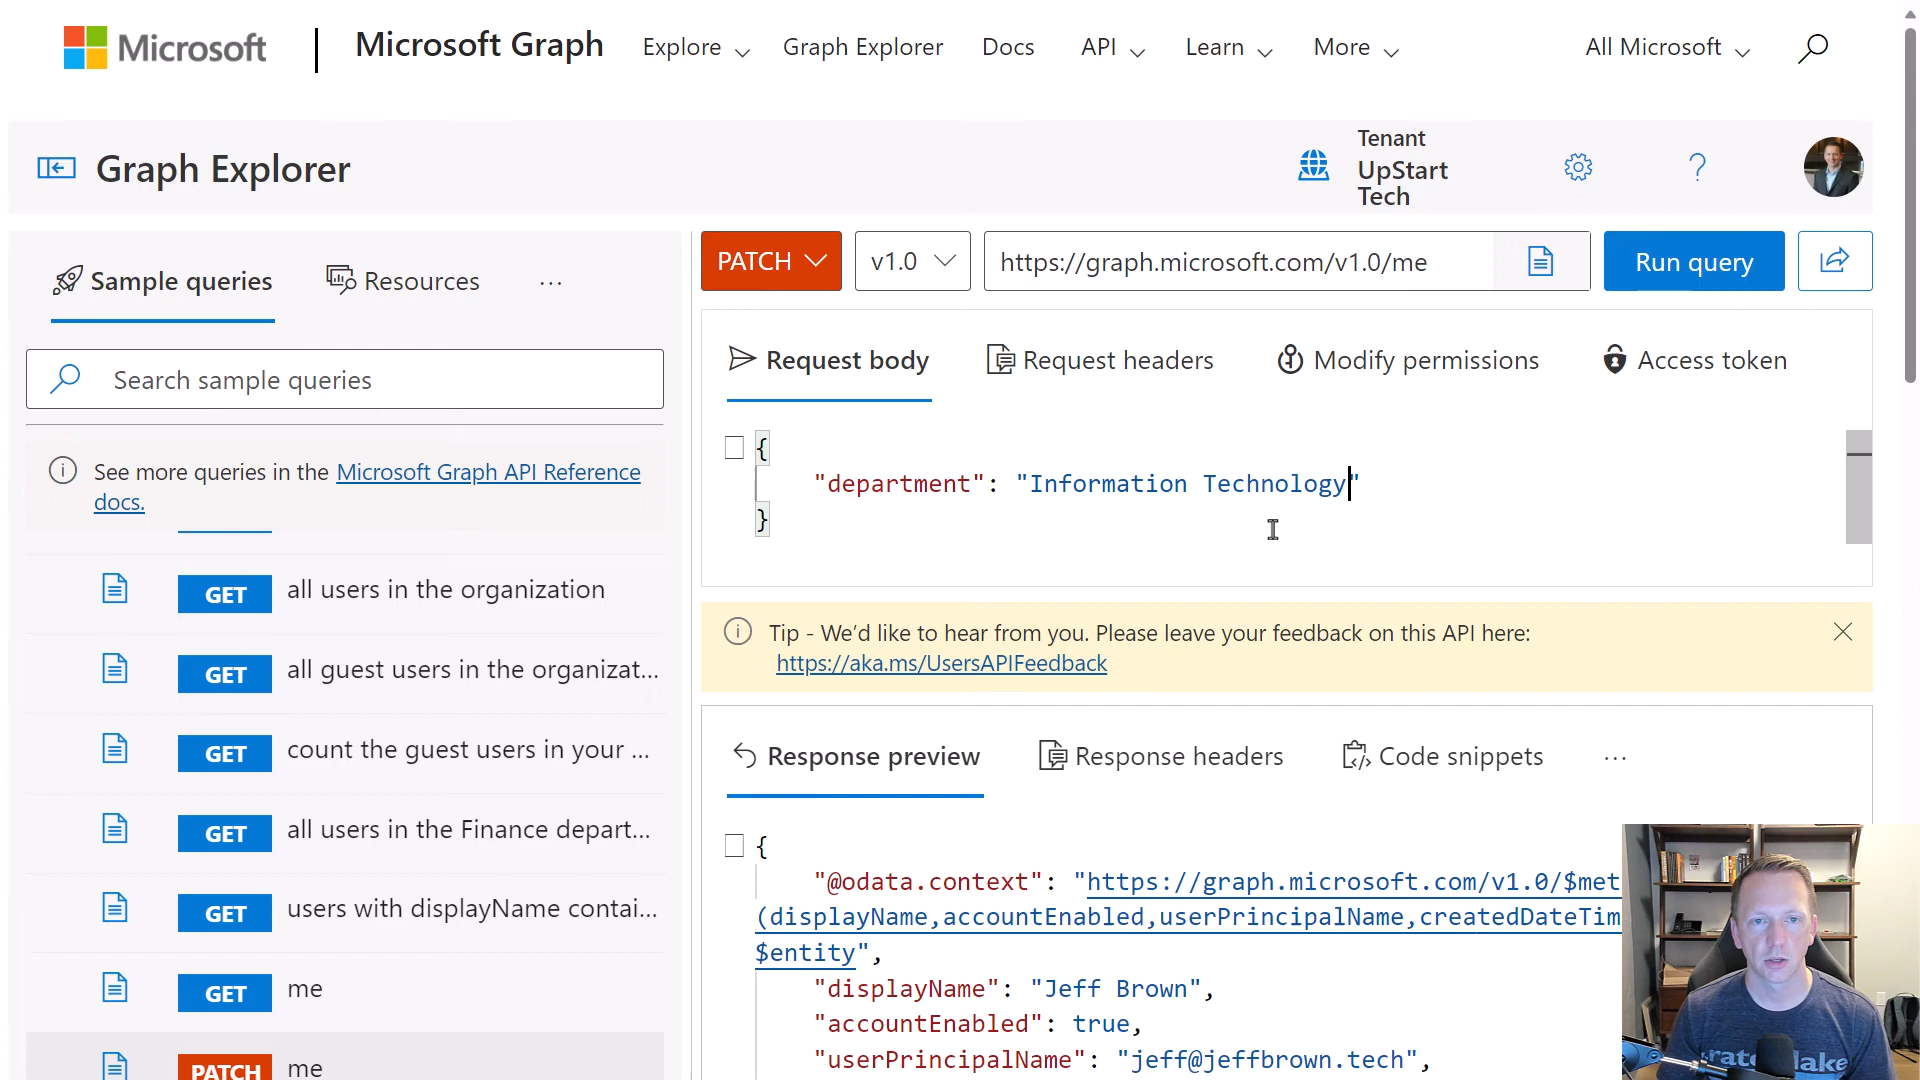 Microsoft | Microsoft Graph Explore Graph Explorer Docs API Learn More All Microsoft
Graph Explorer
Tenant
UpStart
Tech
Sample queries Resources ...
Search sample queries
See more queries in the Microsoft Graph API Reference
docs.
GET all users in the organization
GET all guest users in the organizat...
GET count the guest users in your ...
GET all users in the Finance depart...
GET users with displayName contai...
GET me
PATCH me
PATCH v1.0 https://graph.microsoft.com/v1.0/me Run query
Request body Request headers Modify permissions Access token
{
"department": "Information Technology"
}
Tip - We'd like to hear from you. Please leave your feedback on this API here:
https://aka.ms/UsersAPIFeedback
Response preview Response headers Code snippets ...
{
"@odata.context": "https://graph.microsoft.com/v1.0/$met
(displayName,accountEnabled,userPrincipalName,createdDateTim
$entity",
"displayName": "Jeff Brown",
"accountEnabled": true,
"userPrincipalName": "jeff@jeffbrown.tech",